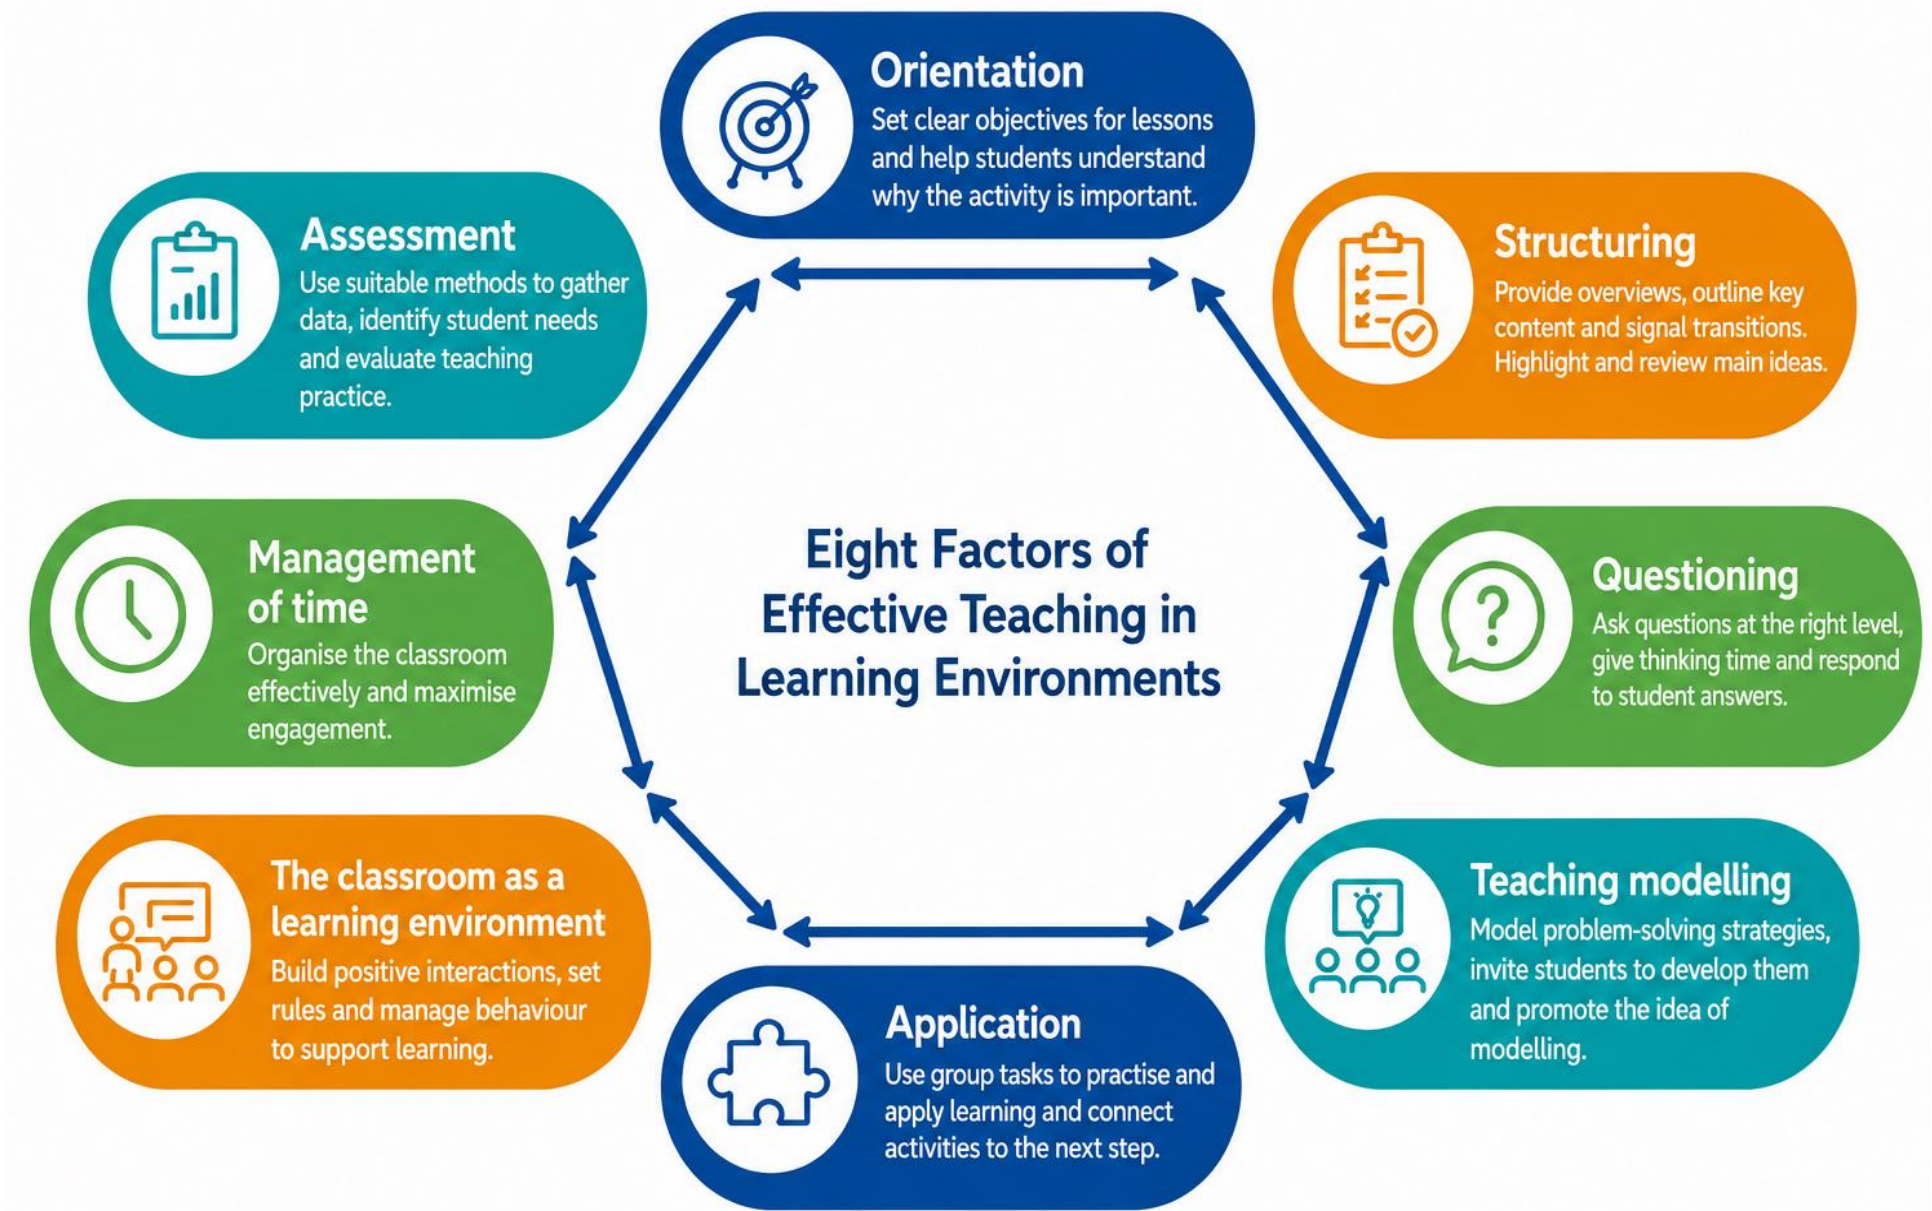 Orientation
Set clear objectives for lessons
and help students understand
why the activity is important.
Structuring
Provide overviews, outline key
content and signal transitions.
Highlight and review main ideas.
Questioning
Ask questions at the right level,
give thinking time and respond
to student answers.
Teaching modelling
Model problem-solving strategies,
invite students to develop them
and promote the idea of
modelling.
Application
Use group tasks to practise and
apply learning and connect
activities to the next step.
The classroom as a
learning environment
Build positive interactions, set
rules and manage behaviour
to support learning.
Management
of time
Organise the classroom
effectively and maximise
engagement.
Assessment
Use suitable methods to gather
data, identify student needs
and evaluate teaching
practice.
Eight Factors of
Effective Teaching in
Learning Environments